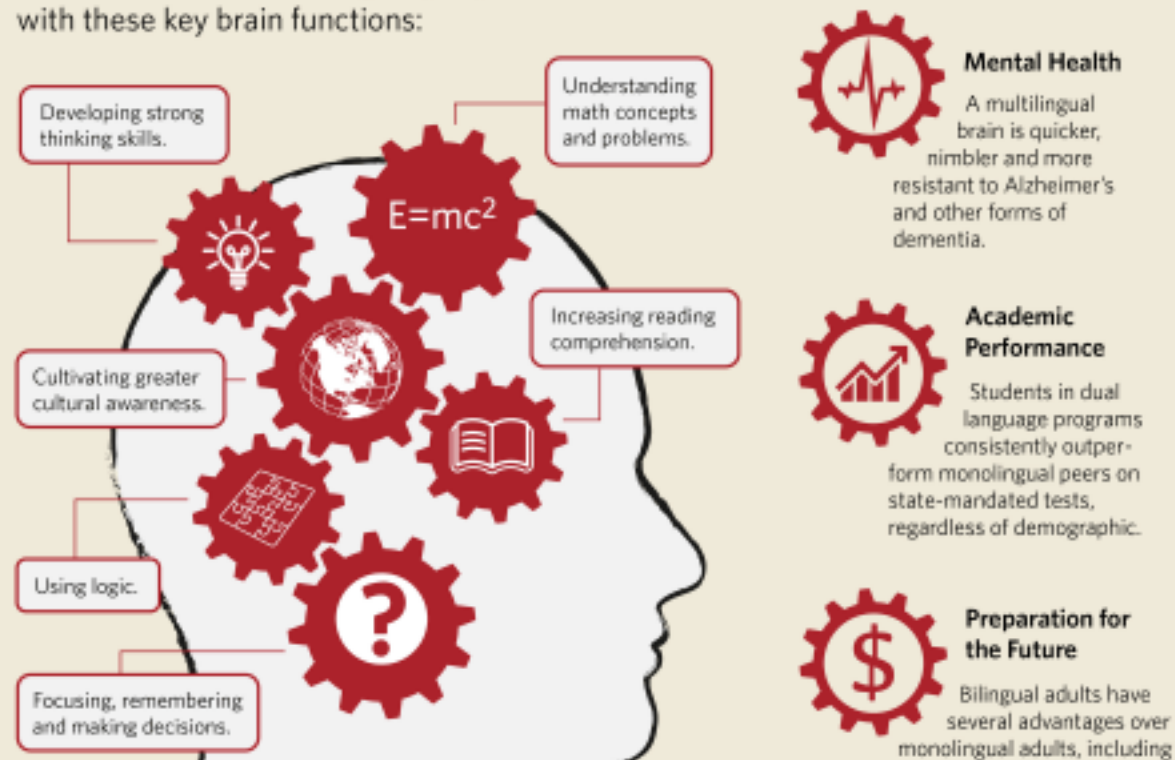 with these key brain functions:
Developing strong
thinking skills.
Understanding
math concepts
and problems.
E=mc²
Cultivating greater
cultural awareness.
Increasing reading
comprehension.
Using logic.
?
Focusing, remembering
and making decisions.
Mental Health
A multilingual
brain is quicker,
nimbler and more
resistant to Alzheimer's
and other forms of
dementia.
Academic
Performance
Students in dual
language programs
consistently outper-
form monolingual peers on
state-mandated tests,
regardless of demographic.
$
Preparation for
the Future
Bilingual adults have
several advantages over
monolingual adults, including